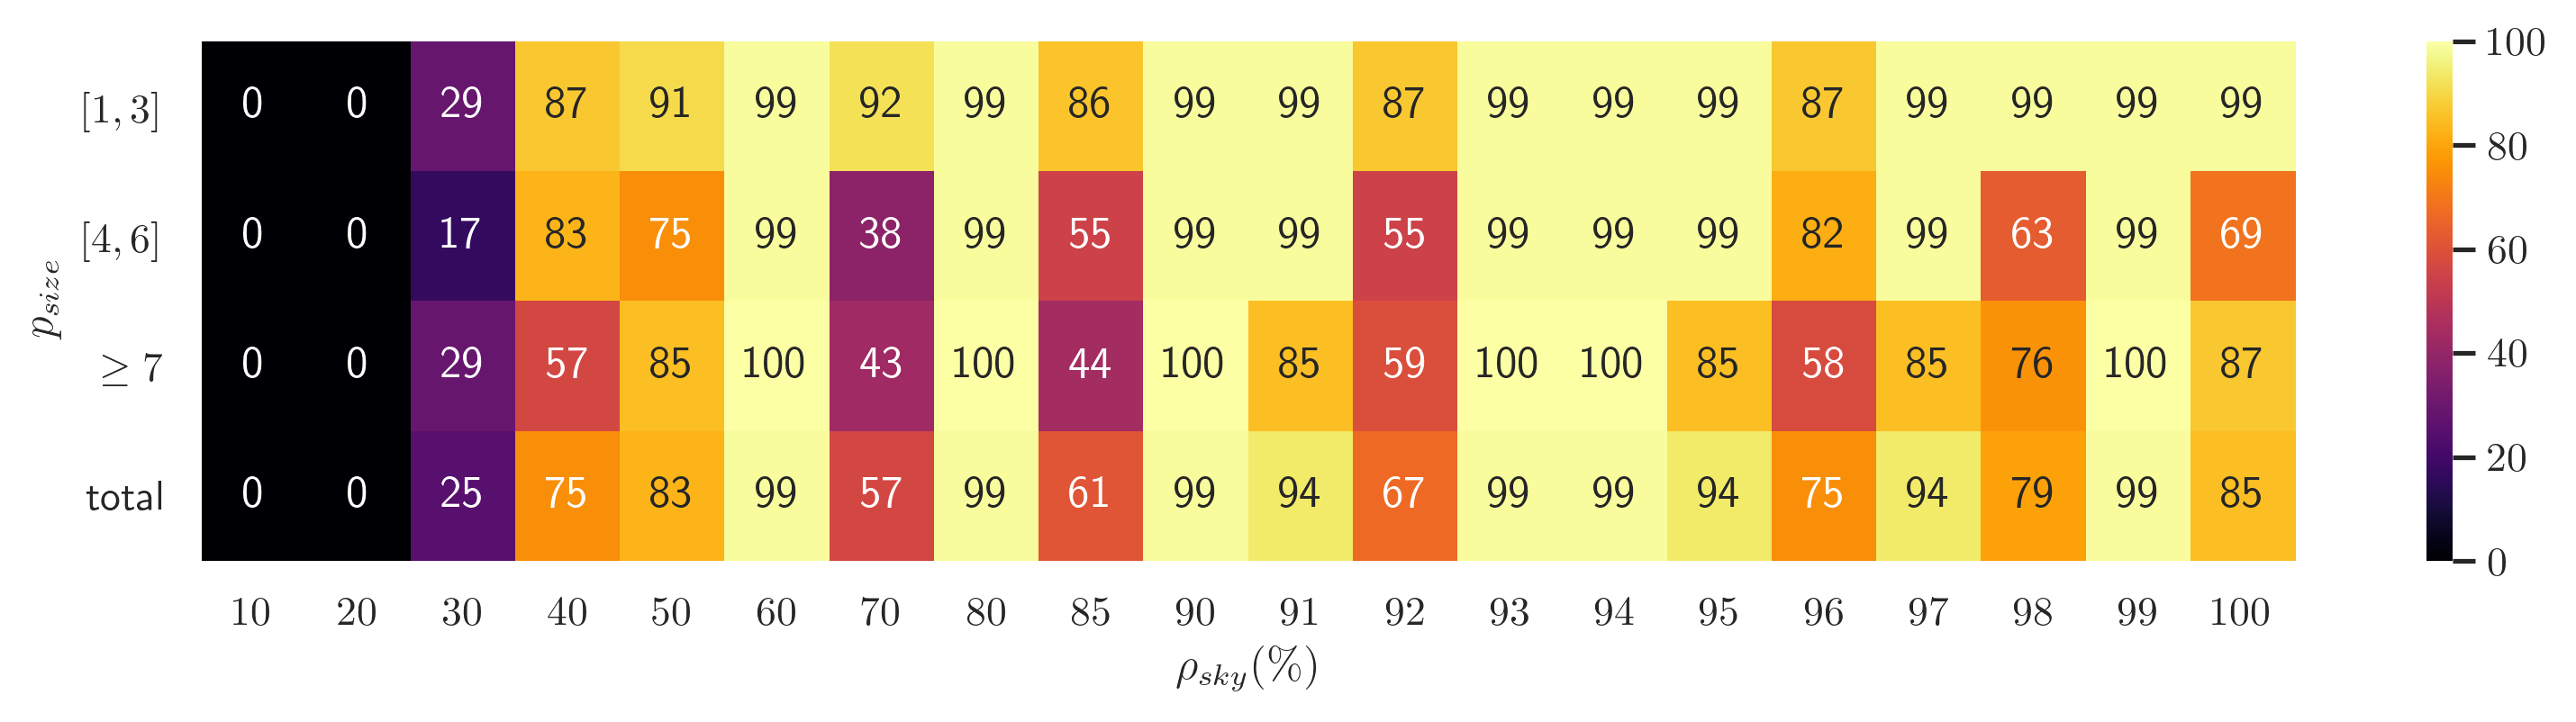 [1, 3] 0 0 29 87 91 99 92 99 86 99 99 87 99 99 99 87 99 99 99 99
[4, 6] 0 0 17 83 75 99 38 99 55 99 99 55 99 99 99 82 99 63 99 69
≥ 7 0 0 29 57 85 100 43 100 44 100 85 59 100 100 85 58 85 76 100 87
total 0 0 25 75 83 99 57 99 61 99 94 67 99 99 94 75 94 79 99 85
10 20 30 40 50 60 70 80 85 90 91 92 93 94 95 96 97 98 99 100
ρsky(%)
psize
100
80
60
40
20
0